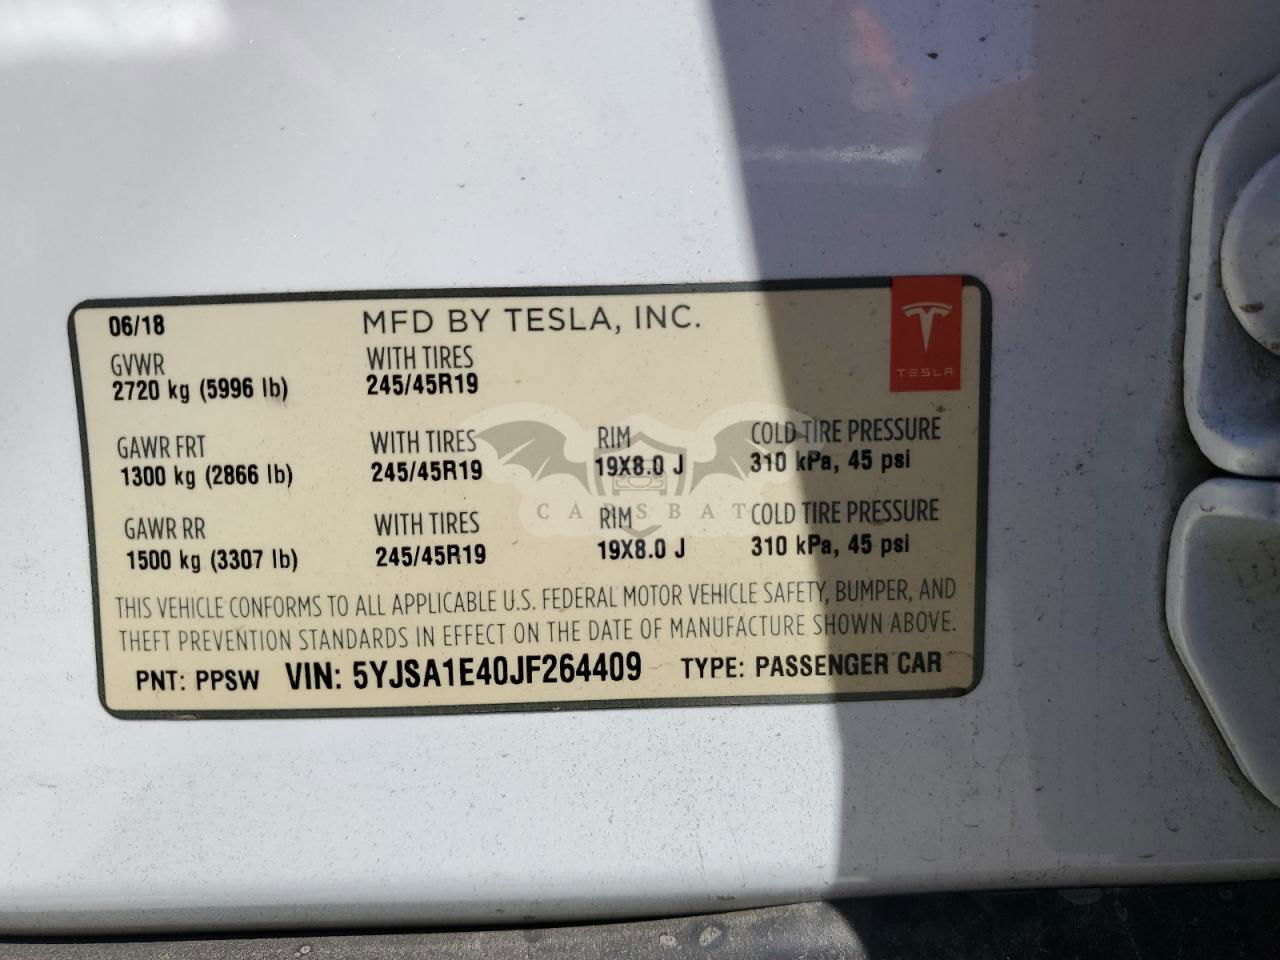 06/18 MFD BY TESLA, INC.
GVWR WITH TIRES
2720 kg (5996 lb) 245/45R19
TESLA
GAWR FRT WITH TIRES RIM COLD TIRE PRESSURE
1300 kg (2866 lb) 245/45R19 19X8.0 J 310 kPa, 45 psi
CARSBAT
GAWR RR WITH TIRES RIM COLD TIRE PRESSURE
1500 kg (3307 lb) 245/45R19 19X8.0 J 310 kPa, 45 psi
THIS VEHICLE CONFORMS TO ALL APPLICABLE U.S. FEDERAL MOTOR VEHICLE SAFETY, BUMPER, AND
THEFT PREVENTION STANDARDS IN EFFECT ON THE DATE OF MANUFACTURE SHOWN ABOVE.
PNT: PPSW VIN: 5YJSA1E40JF264409 TYPE: PASSENGER CAR